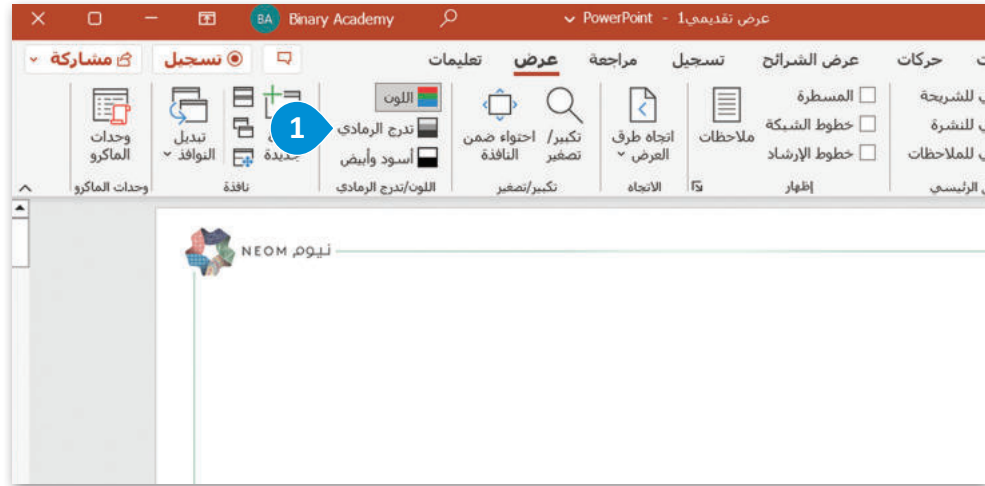 عرض تقديمي1 - PowerPoint
Binary Academy
BA
حركات
عرض الشرائح
تسجيل
مراجعة
عرض
تعليمات
تسجيل
مشاركة
المسطرة
خطوط الشبكة
خطوط الإرشاد
إظهار
ملاحظات
اتجاه طرق
العرض
الاتجاه
تكبير/
تصغير
احتواء ضمن
النافذة
تكبير/تصغير
اللون
تدرج الرمادي
أسود وأبيض
اللون/تدرج الرمادي
1
جديدة
تبديل
النوافذ
نافذة
وحدات
الماكرو
وحدات الماكرو
للشريحة
للنشرة
للملاحظات
الرئيسي
نيوم NEOM